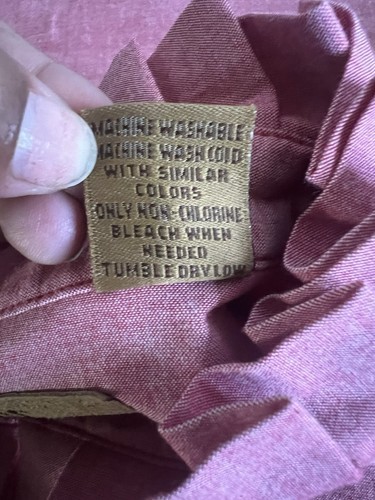 MACHINE WASHABLE
MACHINE WASH COLD
WITH SIMILAR
COLORS
ONLY NON-CHLORINE
BLEACH WHEN
NEEDED
TUMBLE DRY LOW